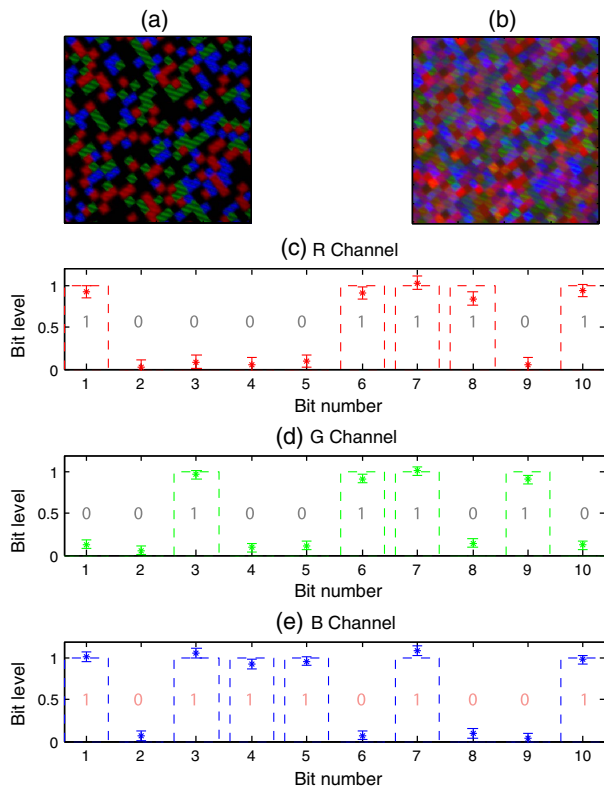 (a) (b)
(c) R Channel
1
0.5
0
Bit level
1 0 0 0 0 1 1 1 0 1
1 2 3 4 5 6 7 8 9 10
Bit number
(d) G Channel
1
0.5
0
Bit level
0 0 1 0 0 1 1 0 1 0
1 2 3 4 5 6 7 8 9 10
Bit number
(e) B Channel
1
0.5
0
Bit level
1 0 1 1 1 0 1 0 0 1
1 2 3 4 5 6 7 8 9 10
Bit number